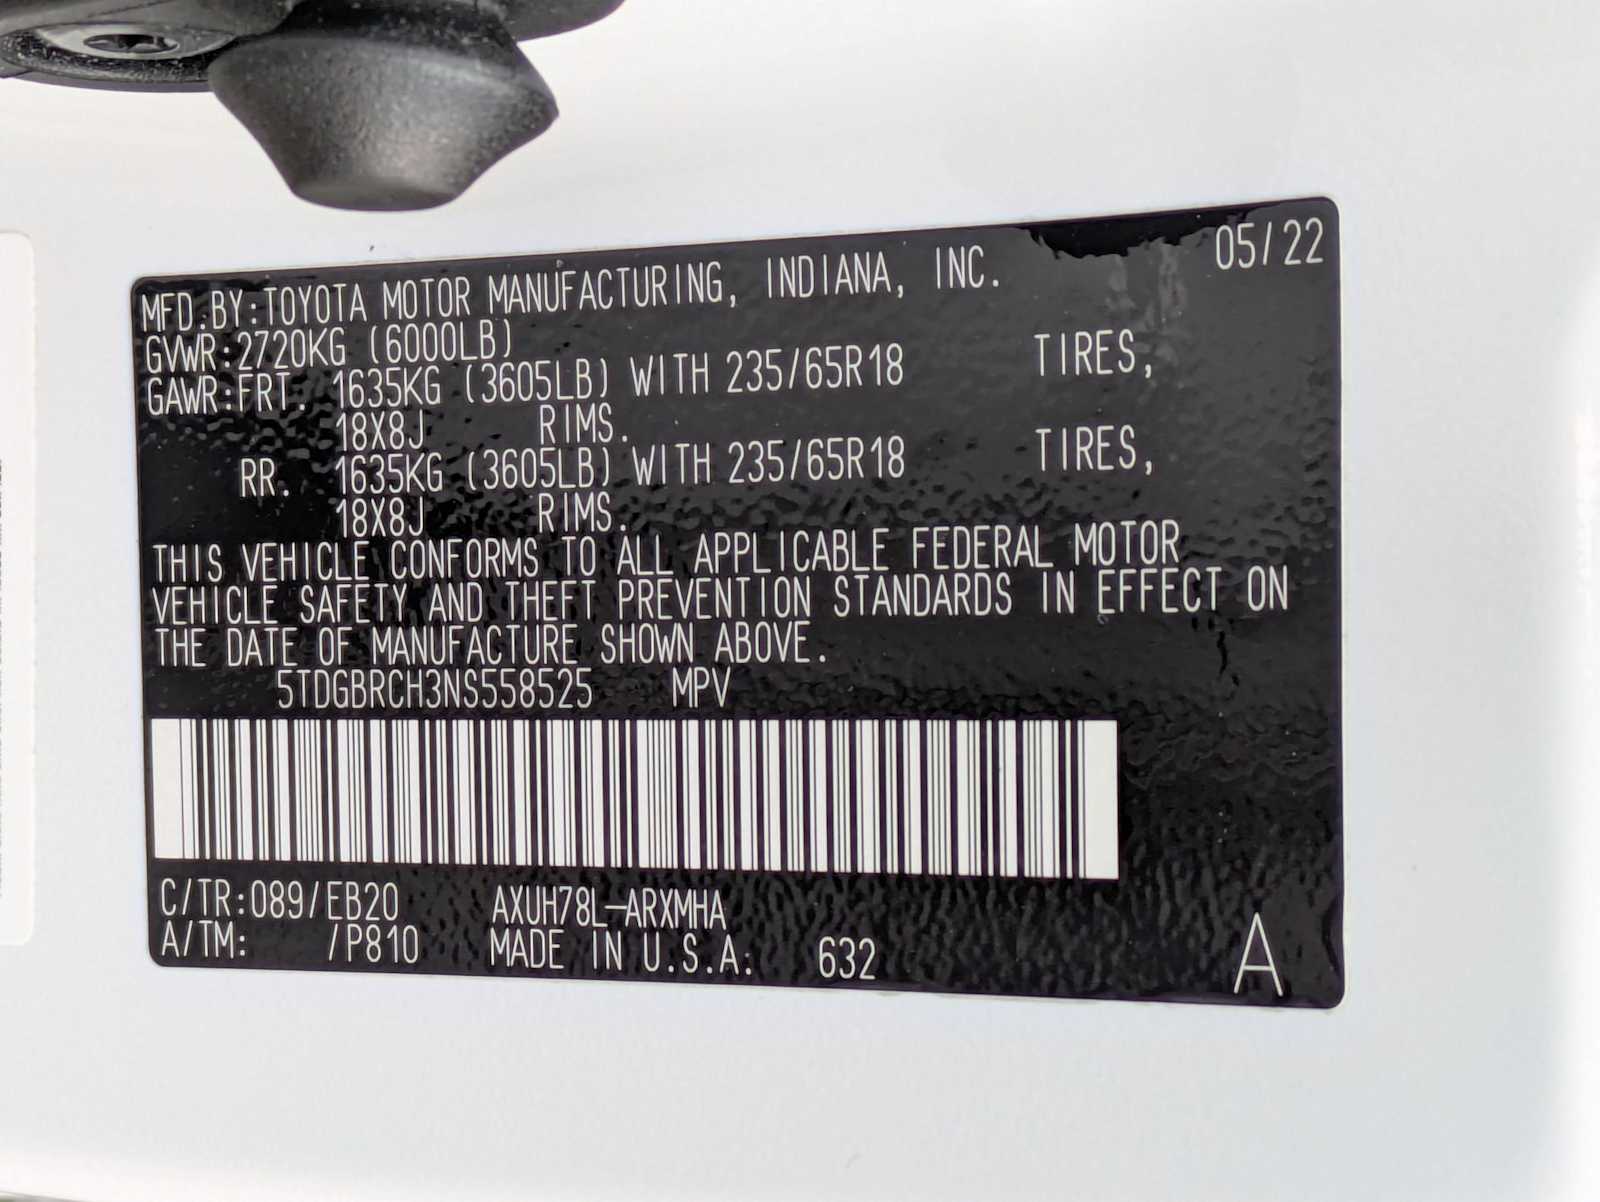 05/22
MFD.BY:TOYOTA MOTOR MANUFACTURING, INDIANA, INC.
GVWR:2720KG (6000LB)
GAWR:FRT. 1635KG (3605LB) WITH 235/65R18 TIRES,
18X8J RIMS.
RR. 1635KG (3605LB) WITH 235/65R18 TIRES,
18X8J RIMS.
THIS VEHICLE CONFORMS TO ALL APPLICABLE FEDERAL MOTOR
VEHICLE SAFETY AND THEFT PREVENTION STANDARDS IN EFFECT ON
THE DATE OF MANUFACTURE SHOWN ABOVE.
5TDGBRCH3NS558525 MPV
C/TR:089/EB20 AXUH78L-ARXMHA
A/TM: /P810 MADE IN U.S.A. 632
A